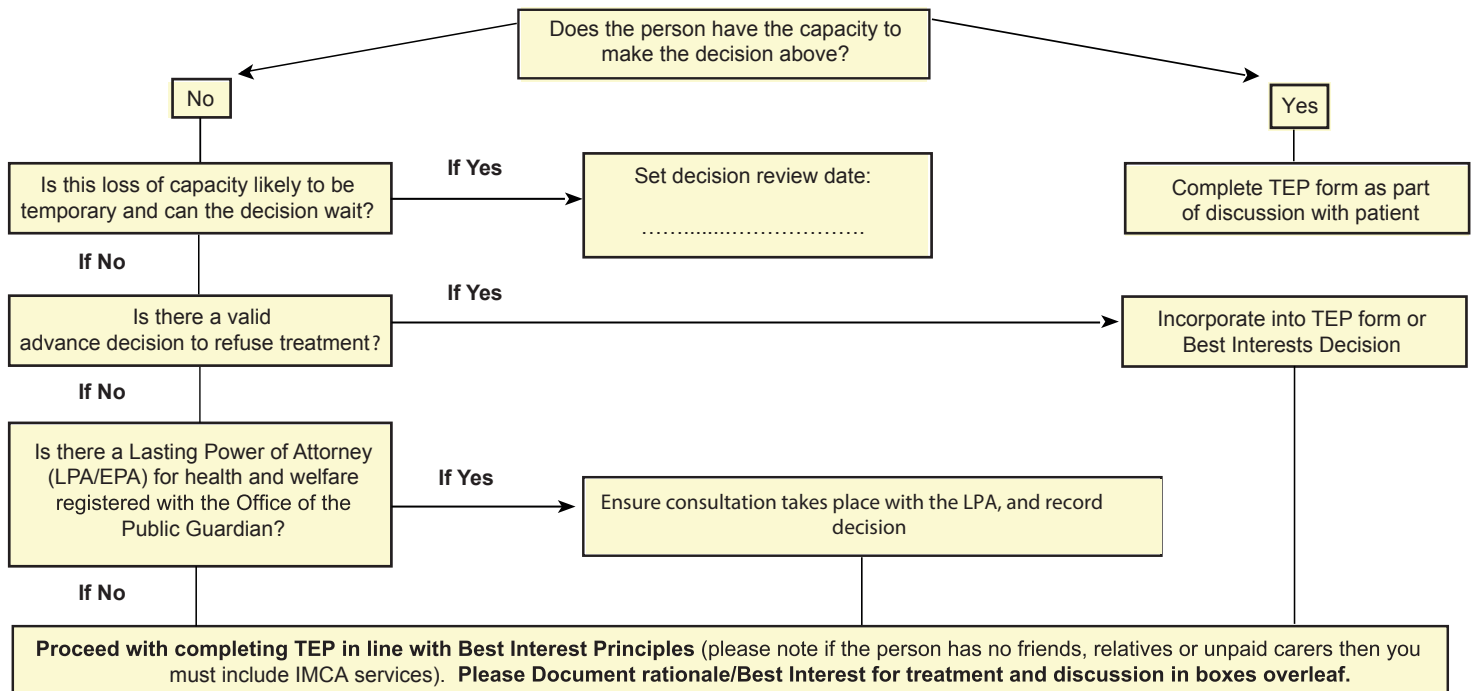 Does the person have the capacity to
make the decision above?
No
Yes
Is this loss of capacity likely to be
temporary and can the decision wait?
If Yes
Set decision review date:
.....………………….
Complete TEP form as part
of discussion with patient
If No
Is there a valid
advance decision to refuse treatment?
If Yes
Incorporate into TEP form or
Best Interests Decision
If No
Is there a Lasting Power of Attorney
(LPA/EPA) for health and welfare
registered with the Office of the
Public Guardian?
If Yes
Ensure consultation takes place with the LPA, and record
decision
If No
Proceed with completing TEP in line with Best Interest Principles (please note if the person has no friends, relatives or unpaid carers then you
must include IMCA services). Please Document rationale/Best Interest for treatment and discussion in boxes overleaf.